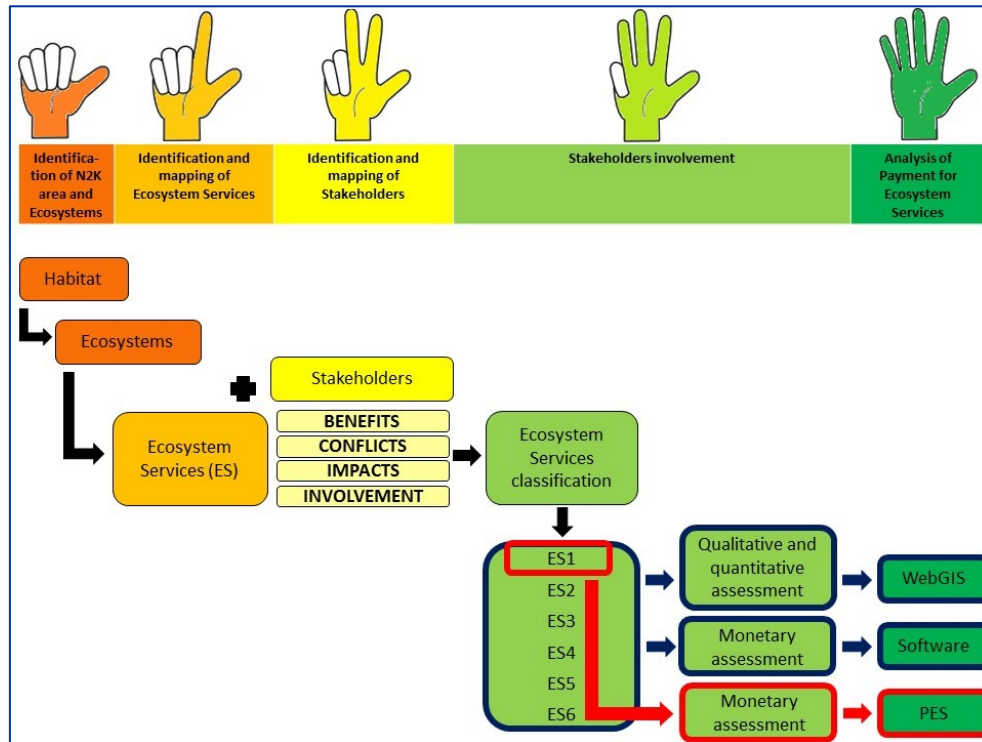 Identifica-
tion of N2K
area and
Ecosystems
Identification and
mapping of
Ecosystem Services
Identification and
mapping of
Stakeholders
Stakeholders involvement
Analysis of
Payment for
Ecosystem
Services
Habitat
Ecosystems
Stakeholders
Ecosystem
Services (ES)
BENEFITS
CONFLICTS
IMPACTS
INVOLVEMENT
Ecosystem
Services
classification
ES1
ES2
ES3
ES4
ES5
ES6
Qualitative and
quantitative
assessment
WebGIS
Monetary
assessment
Software
Monetary
assessment
PES